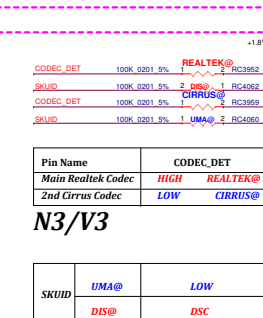 +1.8V
REALTEK@
CODEC_DET 100K_0201_5% 1 2 RC3952
SKUID 100K_0201_5% 2 DIS@ 1 RC4062
CIRRUS@
CODEC_DET 100K_0201_5% 1 2 RC3959
SKUID 100K_0201_5% 1 UMA@ 2 RC4060
Pin Name CODEC_DET
Main Realtek Codec HIGH REALTEK@
2nd Cirrus Codec LOW CIRRUS@
N3/V3
SKUID UMA@ LOW
DIS@ DSC